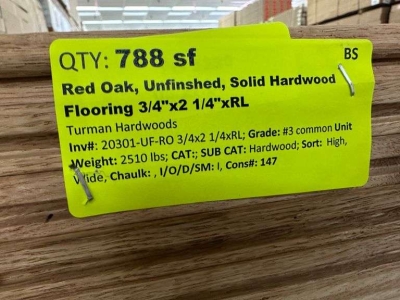 QTY: 788 sf
BS
Red Oak, Unfinshed, Solid Hardwood
Flooring 3/4"x2 1/4"xRL
Turman Hardwoods
Inv#: 20301-UF-RO 3/4x2 1/4xRL; Grade: #3 common Unit
Weight: 2510 lbs; CAT:; SUB CAT: Hardwood; Sort: High,
Wide, Chaulk: , I/O/D/SM: I, Cons#: 147